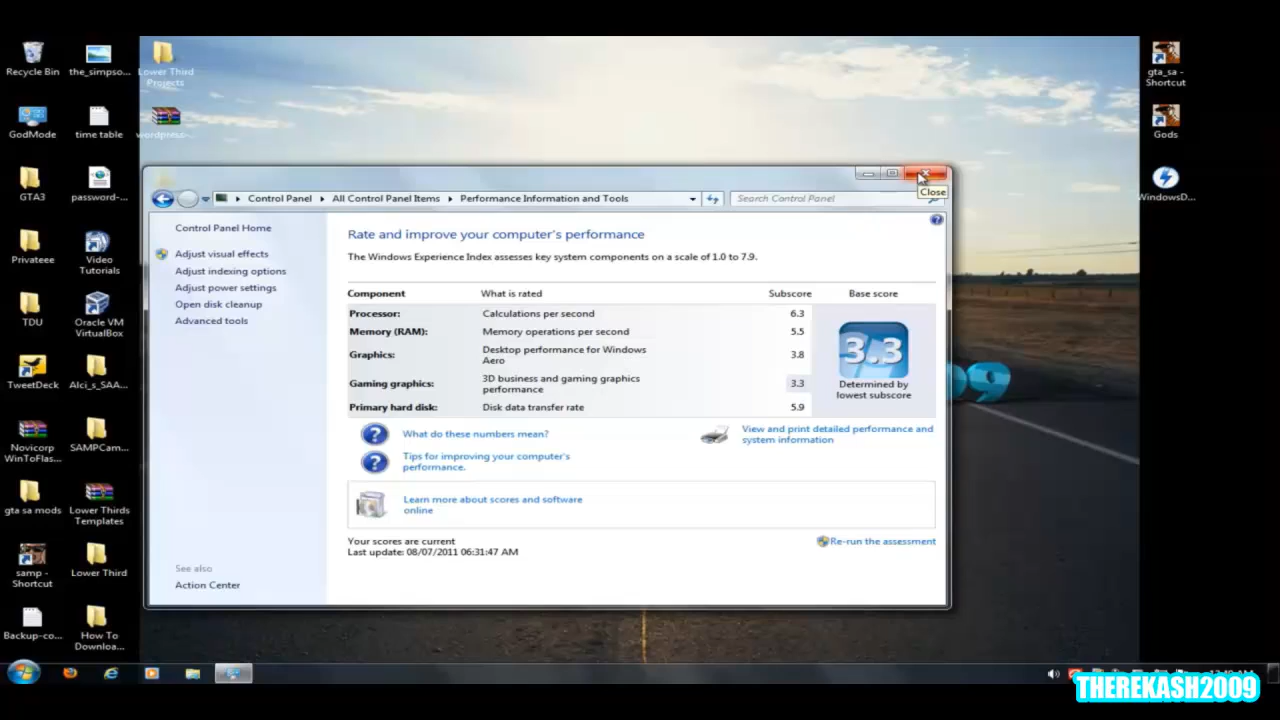 Recycle Bin
the_simpso...
Lower Third
Projects
GodMode
time table
wordpress-...
GTA3
password-...
Privateee
Video
Tutorials
TDU
Oracle VM
VirtualBox
TweetDeck
Alci_s_SAA...
Novicorp
WinToFlas...
SAMPCam...
gta sa mods
Lower Thirds
Templates
samp -
Shortcut
Lower Third
Backup-co...
How To
Downloa...
gta_sa -
Shortcut
Gods
WindowsD...
Close
Control Panel
All Control Panel Items
Performance Information and Tools
Search Control Panel
Control Panel Home
Adjust visual effects
Adjust indexing options
Adjust power settings
Open disk cleanup
Advanced tools
See also
Action Center
Rate and improve your computer's performance
The Windows Experience Index assesses key system components on a scale of 1.0 to 7.9.
Component What is rated Subscore Base score
Processor: Calculations per second 6.3
Memory (RAM): Memory operations per second 5.5
Graphics: Desktop performance for Windows
Aero 3.8
Gaming graphics: 3D business and gaming graphics
performance 3.3
Primary hard disk: Disk data transfer rate 5.9
3.3
Determined by
lowest subscore
What do these numbers mean?
Tips for improving your computer's
performance.
View and print detailed performance and
system information
Learn more about scores and software
online
Your scores are current
Last update: 08/07/2011 06:31:47 AM
Re-run the assessment
09
THEREKASH2009